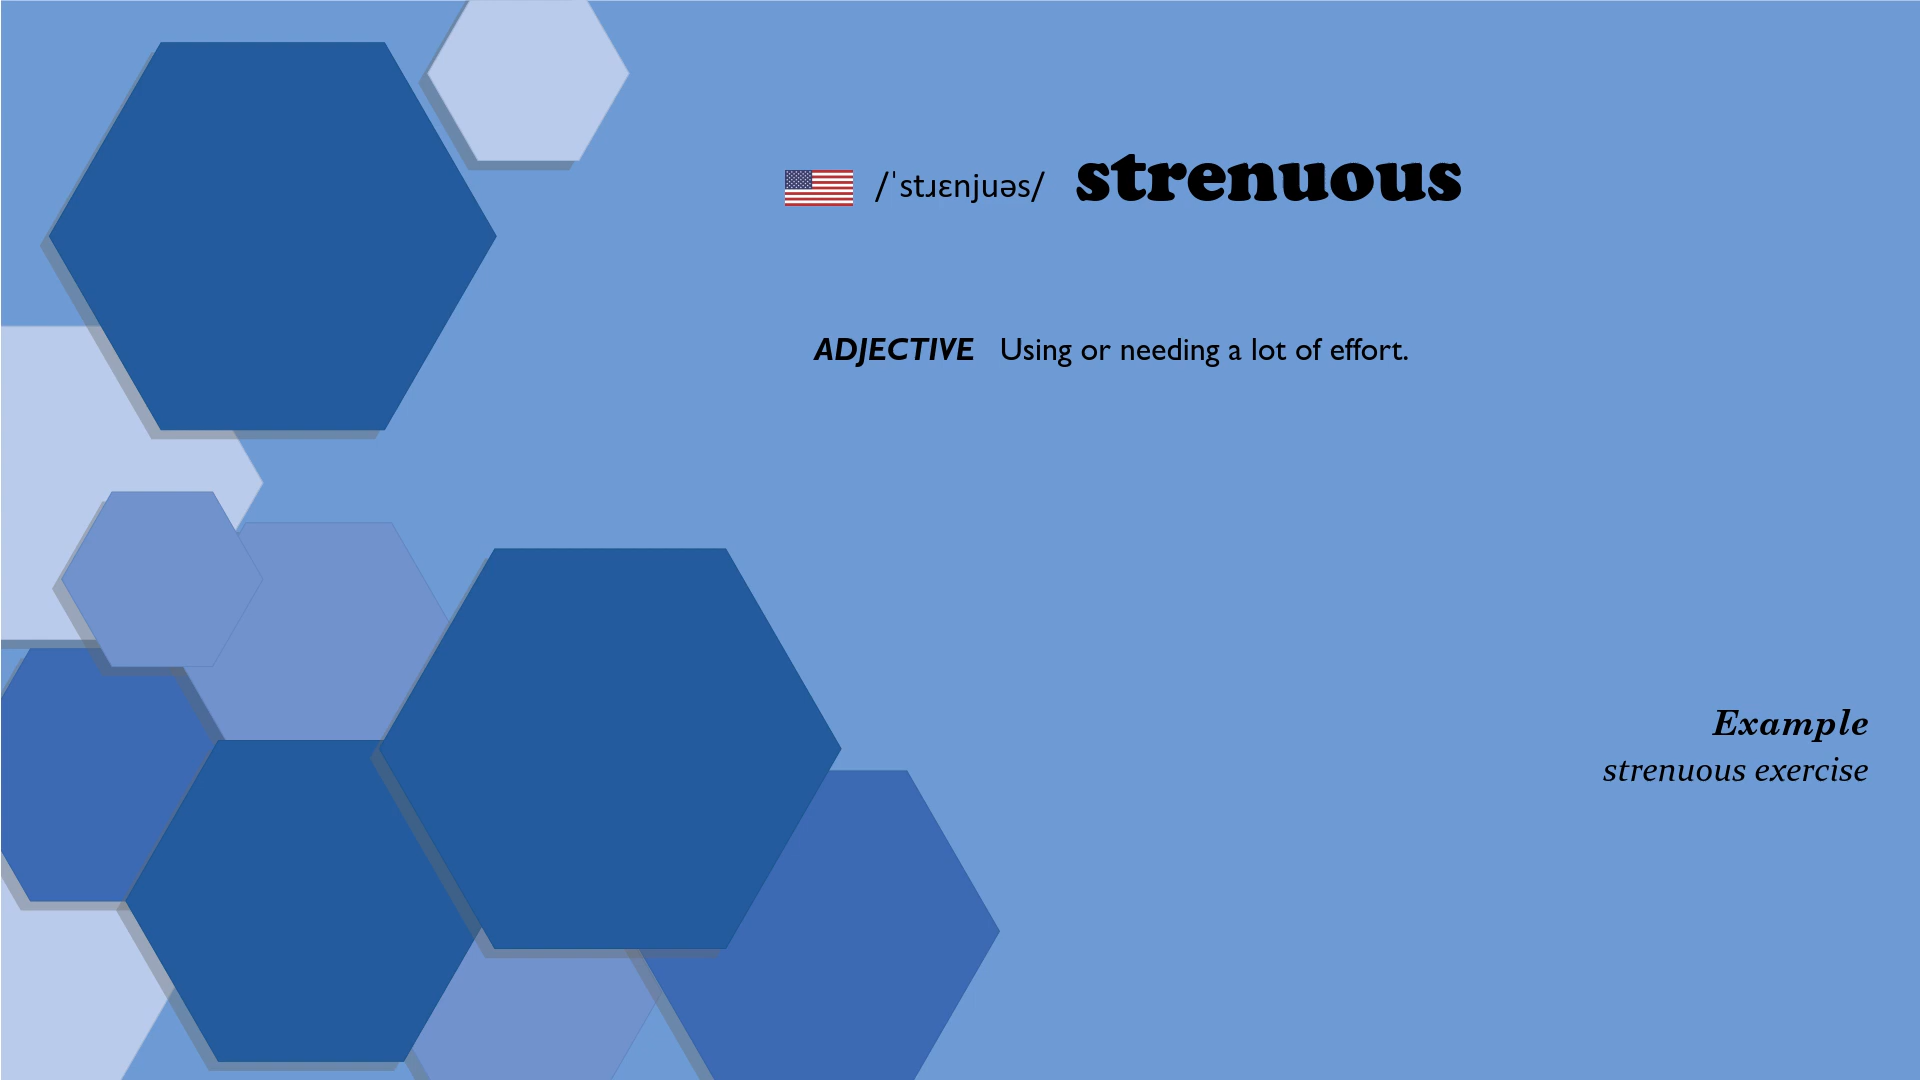 /ˈstɹɛnjuəs/ strenuous
ADJECTIVE Using or needing a lot of effort.
Example
strenuous exercise